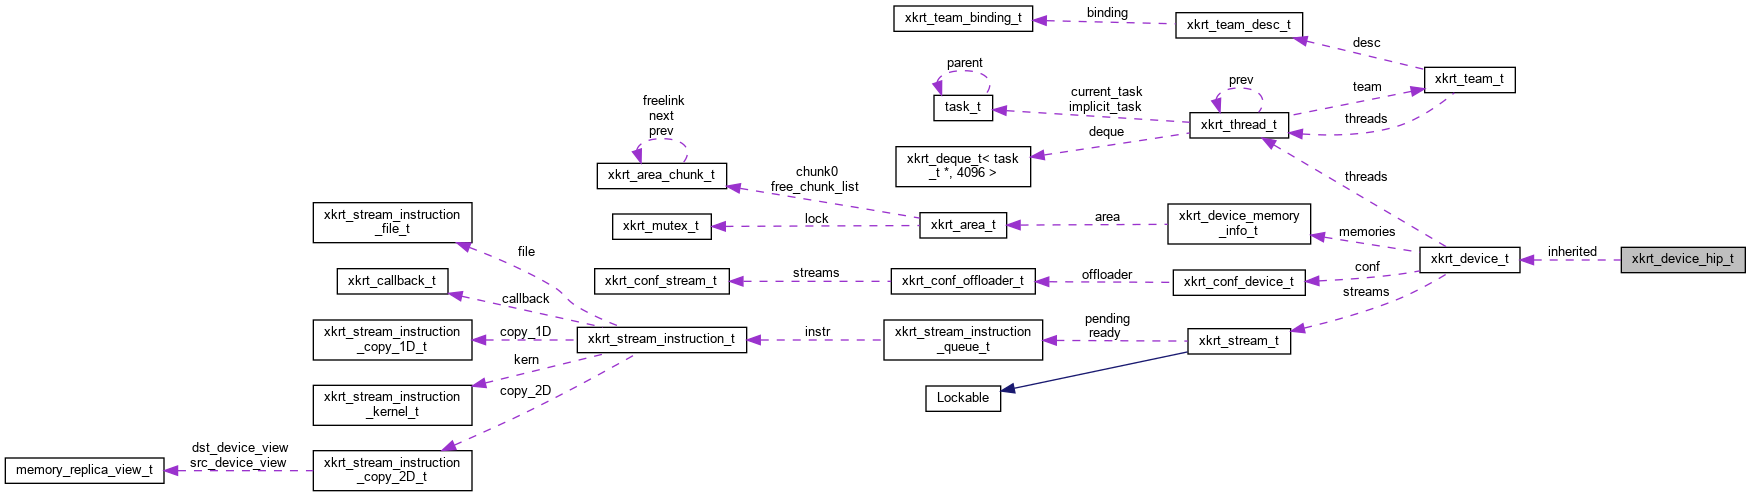 xkrt_team_binding_t
binding
xkrt_team_desc_t
desc
parent
xkrt_team_t
prev
current_task
implicit_task
team
task_t
freelink
next
prev
xkrt_thread_t
threads
deque
xkrt_deque_t< task
_t *, 4096 >
xkrt_area_chunk_t
chunk0
free_chunk_list
threads
xkrt_stream_instruction
_file_t
xkrt_mutex_t
lock
xkrt_area_t
area
xkrt_device_memory
_info_t
memories
file
xkrt_device_t
inherited
xkrt_device_hip_t
xkrt_callback_t
callback
xkrt_conf_stream_t
streams
xkrt_conf_offloader_t
offloader
xkrt_conf_device_t
conf
streams
xkrt_stream_instruction
_copy_1D_t
copy_1D
xkrt_stream_instruction_t
instr
xkrt_stream_instruction
_queue_t
pending
ready
xkrt_stream_t
kern
xkrt_stream_instruction
_kernel_t
copy_2D
Lockable
memory_replica_view_t
dst_device_view
src_device_view
xkrt_stream_instruction
_copy_2D_t